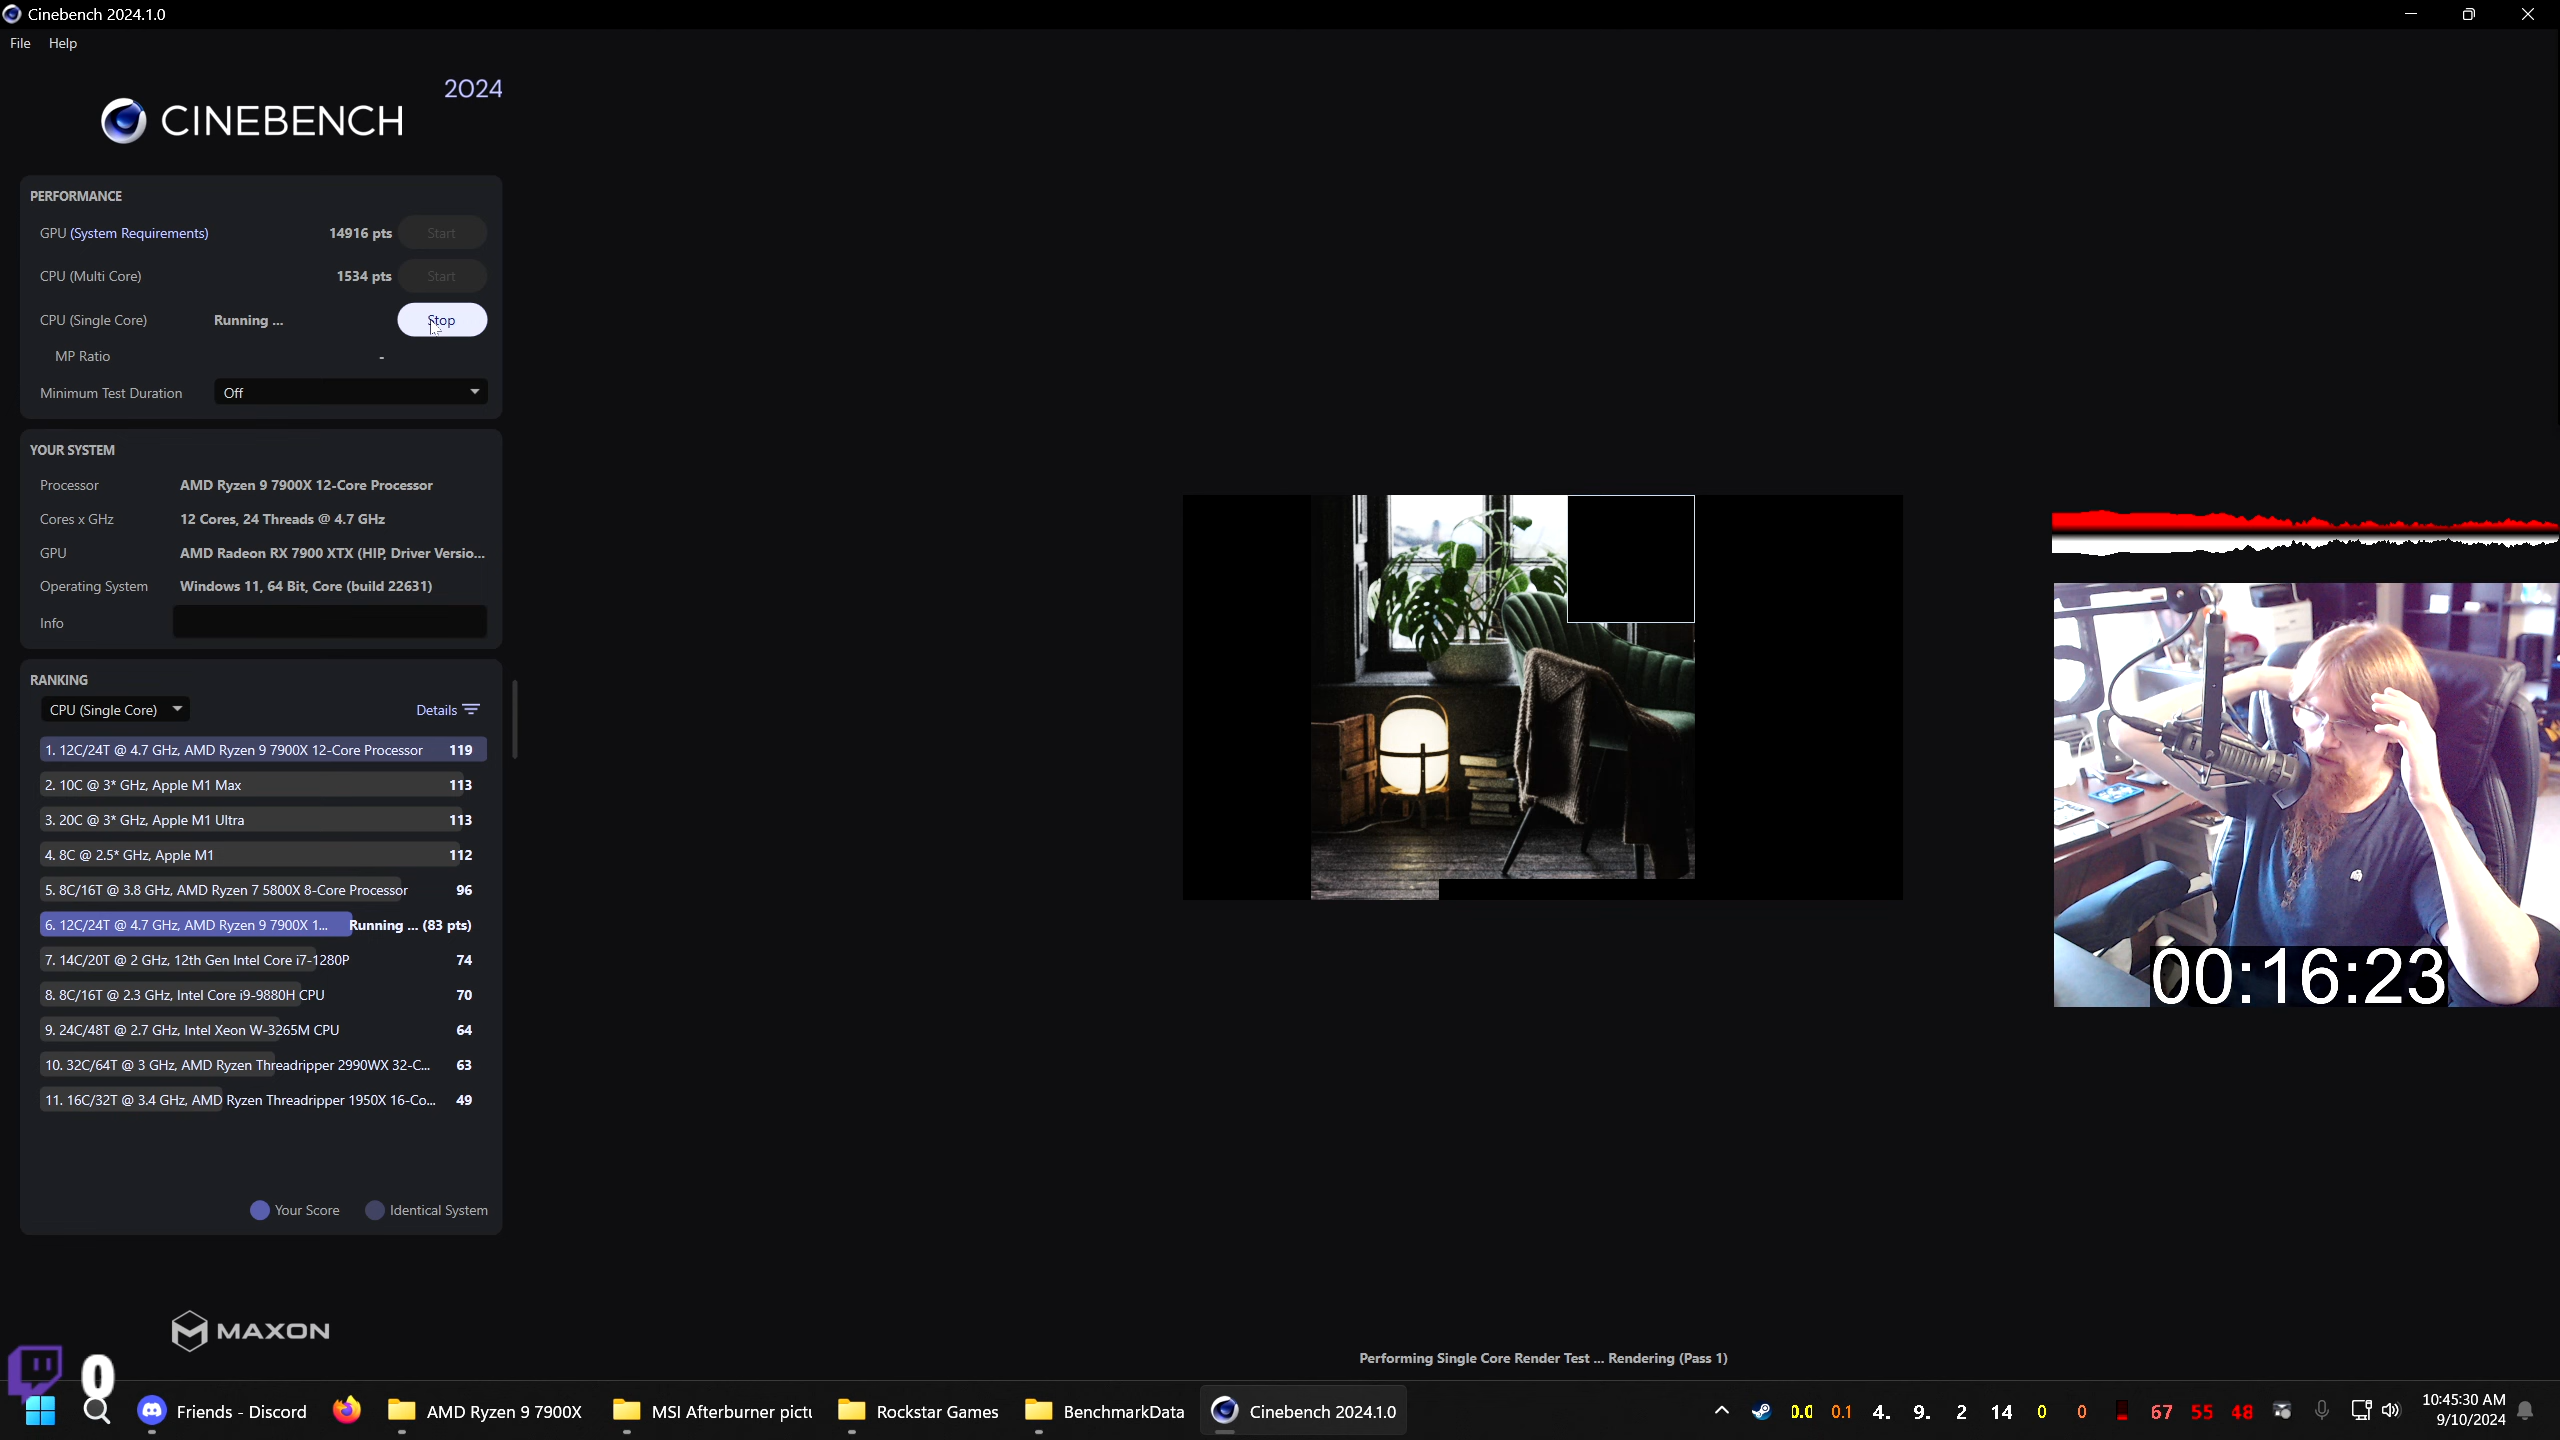 Cinebench 2024.1.0
File Help
2024
CINEBENCH
PERFORMANCE
GPU (System Requirements) 14916 pts Start
CPU (Multi Core) 1534 pts Start
CPU (Single Core) Running ... Stop
MP Ratio -
Minimum Test Duration Off
YOUR SYSTEM
Processor AMD Ryzen 9 7900X 12-Core Processor
Cores x GHz 12 Cores, 24 Threads @ 4.7 GHz
GPU AMD Radeon RX 7900 XTX (HIP, Driver Versio...
Operating System Windows 11, 64 Bit, Core (build 22631)
Info
RANKING
CPU (Single Core) Details
1. 12C/24T @ 4.7 GHz, AMD Ryzen 9 7900X 12-Core Processor 119
2. 10C @ 3* GHz, Apple M1 Max 113
3. 20C @ 3* GHz, Apple M1 Ultra 113
4. 8C @ 2.5* GHz, Apple M1 112
5. 8C/16T @ 3.8 GHz, AMD Ryzen 7 5800X 8-Core Processor 96
6. 12C/24T @ 4.7 GHz, AMD Ryzen 9 7900X 1... Running ... (83 pts)
7. 14C/20T @ 2 GHz, 12th Gen Intel Core i7-1280P 74
8. 8C/16T @ 2.3 GHz, Intel Core i9-9880H CPU 70
9. 24C/48T @ 2.7 GHz, Intel Xeon W-3265M CPU 64
10. 32C/64T @ 3 GHz, AMD Ryzen Threadripper 2990WX 32-C... 63
11. 16C/32T @ 3.4 GHz, AMD Ryzen Threadripper 1950X 16-Co... 49
Your Score Identical System
00:16:23
MAXON
Performing Single Core Render Test ... Rendering (Pass 1)
0
Friends - Discord AMD Ryzen 9 7900X MSI Afterburner pictu Rockstar Games BenchmarkData Cinebench 2024.1.0 0.0 0.1 4. 9. 2 14 0 0 67 55 48 10:45:30 AM
9/10/2024